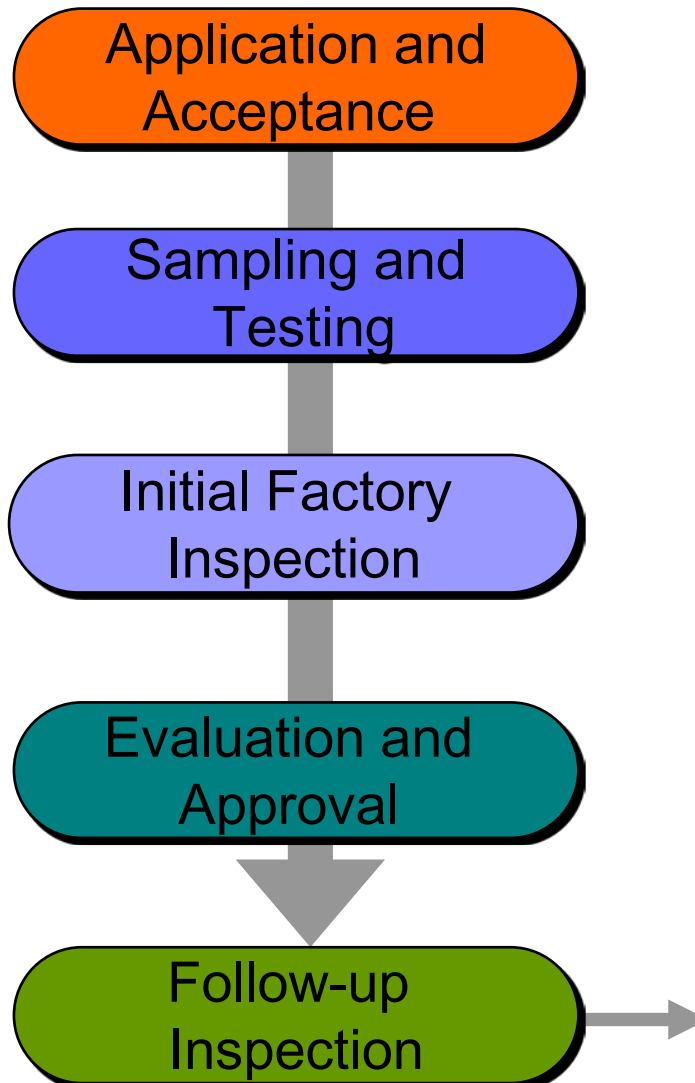 Application and
Acceptance
Sampling and
Testing
Initial Factory
Inspection
Evaluation and
Approval
Follow-up
Inspection